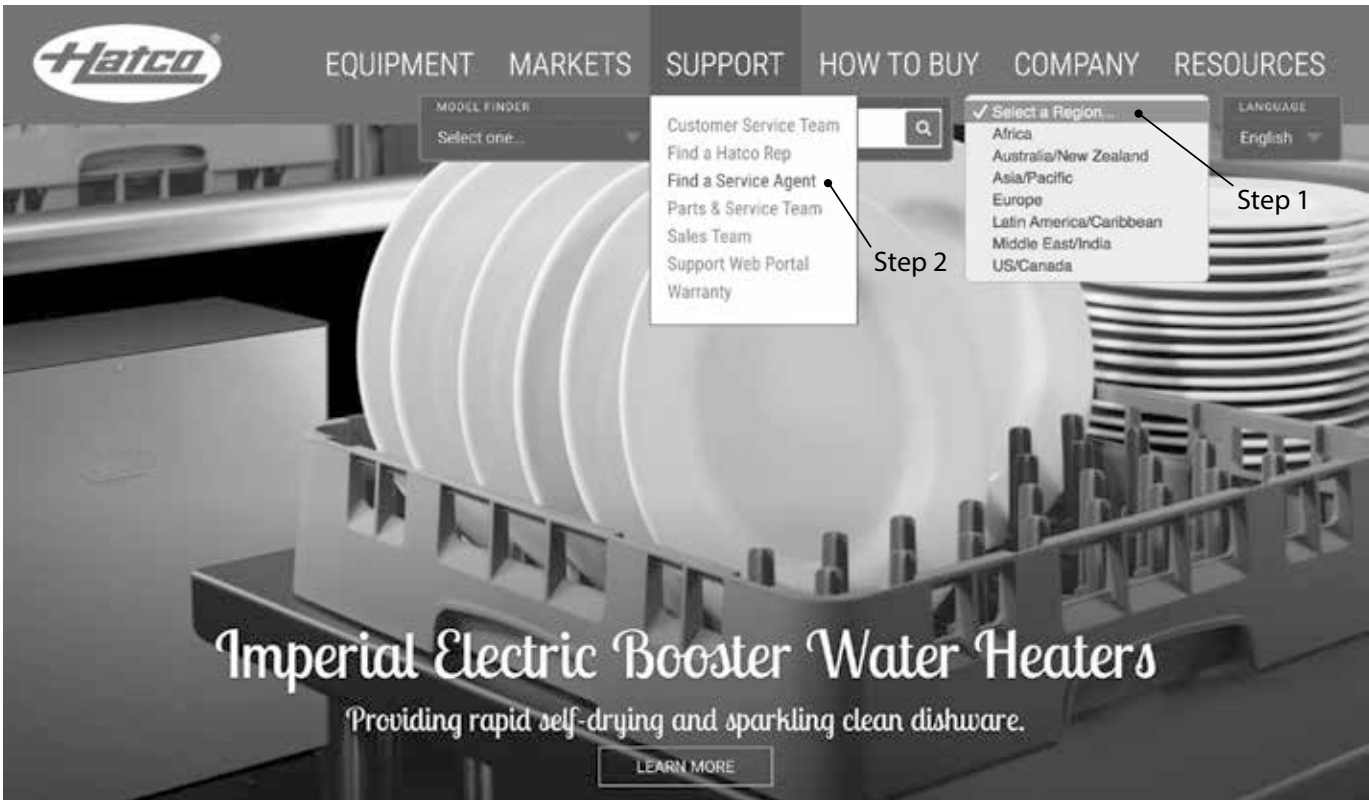 Hatco®
EQUIPMENT MARKETS SUPPORT HOW TO BUY COMPANY RESOURCES
MODEL FINDER
Select one...
Customer Service Team
Find a Hatco Rep
Find a Service Agent
Parts & Service Team
Sales Team
Support Web Portal
Warranty
Step 2
✓ Select a Region...
Africa
Australia/New Zealand
Asia/Pacific
Europe
Latin America/Caribbean
Middle East/India
US/Canada
Step 1
LANGUAGE
English
Imperial Electric Booster Water Heaters
Providing rapid self-drying and sparkling clean dishware.
LEARN MORE